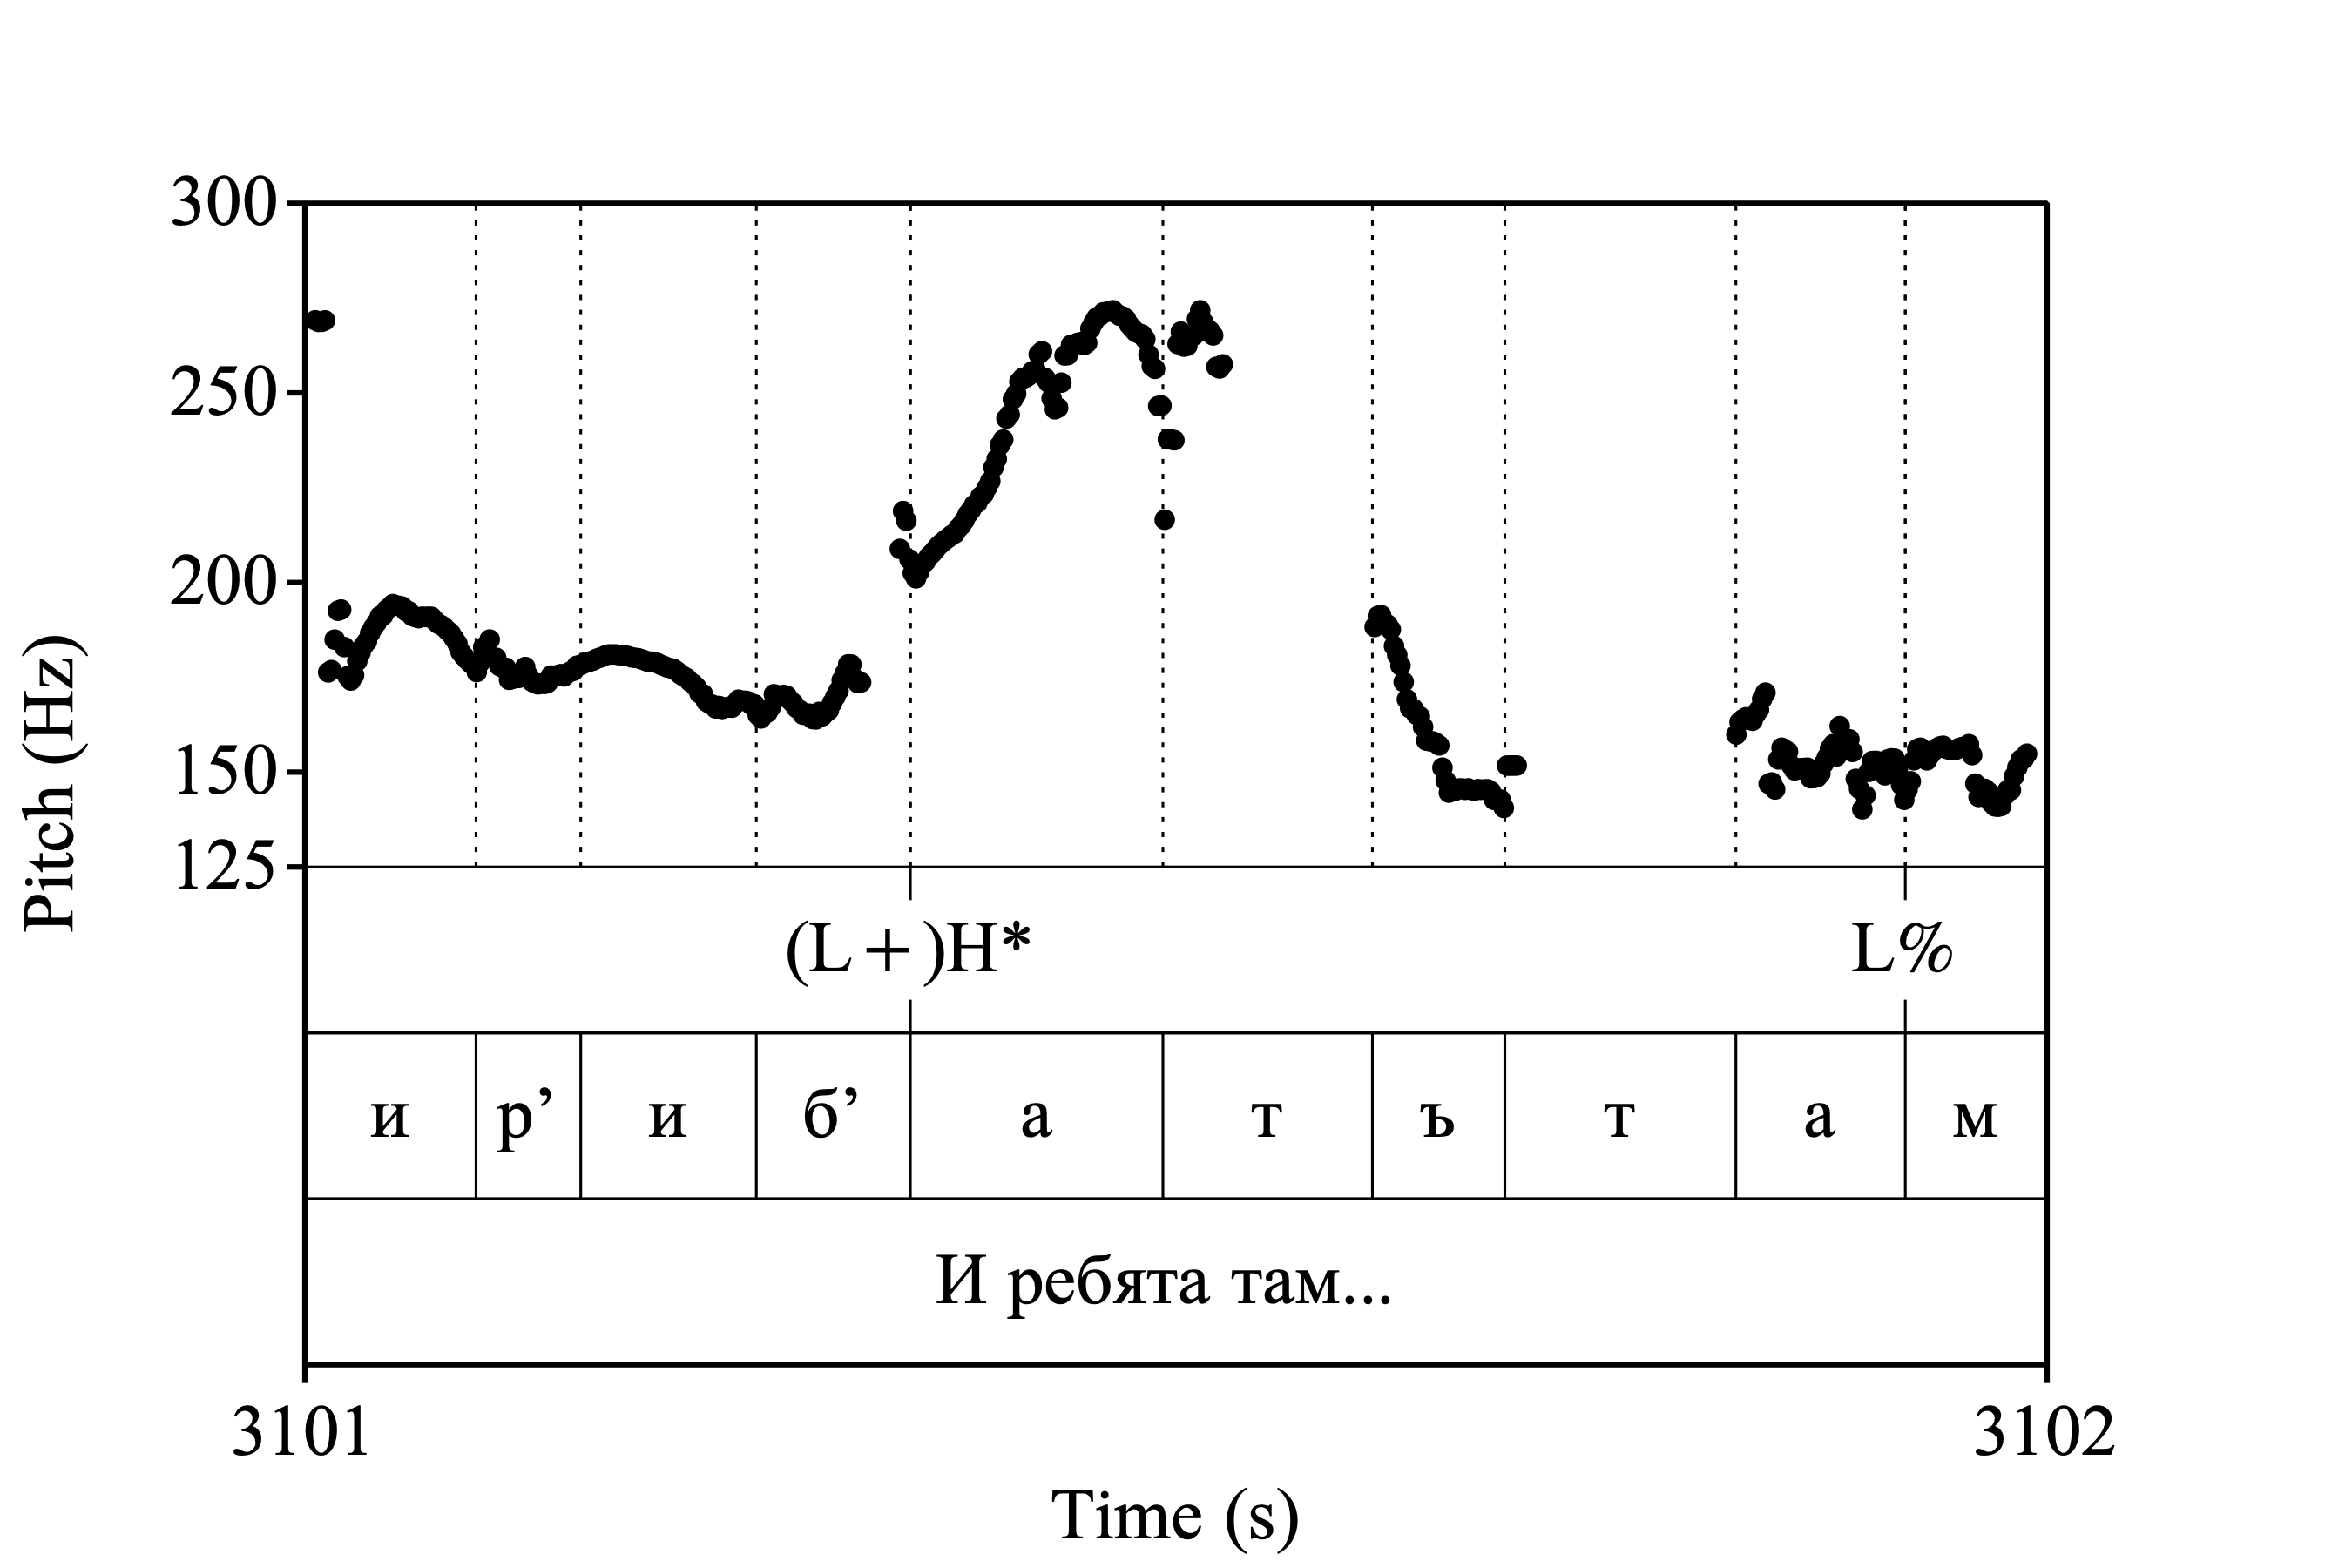 300
250
200
150
125
Pitch (Hz)
(L+)H* L%
и р’ и б’ а т ъ т а м
И ребята там...
3101 3102
Time (s)